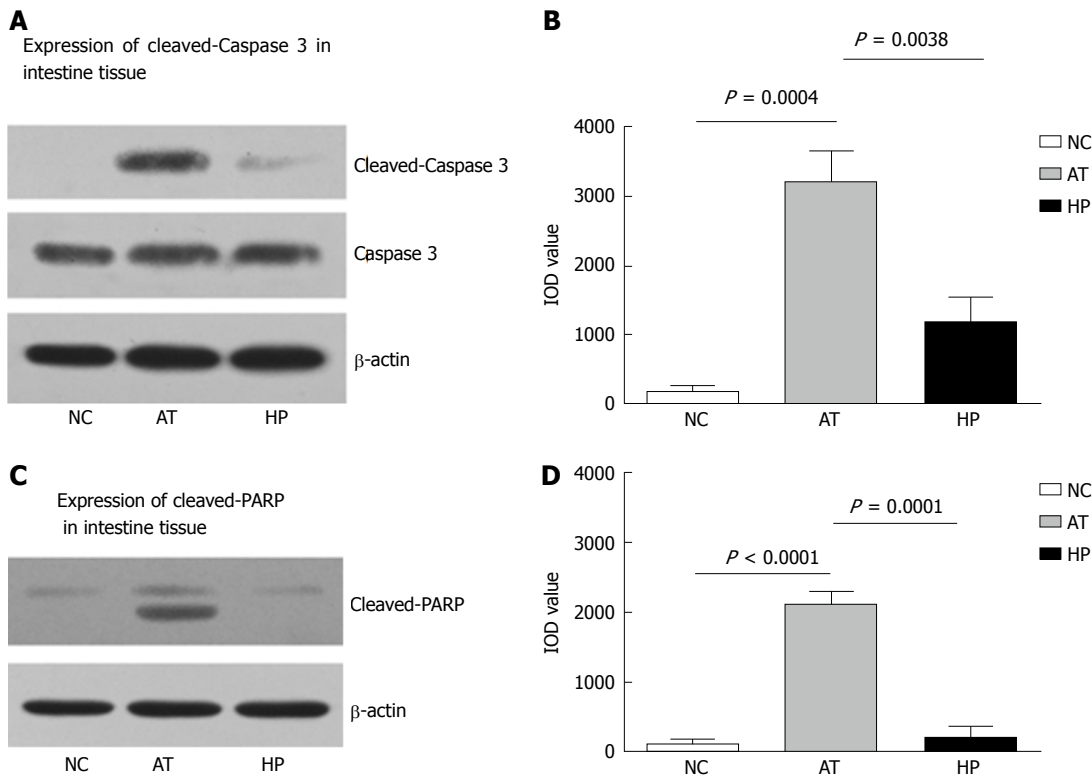 A
Expression of cleaved-Caspase 3 in
intestine tissue
Cleaved-Caspase 3
Caspase 3
β-actin
NC AT HP
B
P = 0.0038
P = 0.0004
4000
3000
2000
1000
0
IOD value
NC AT HP
NC
AT
HP
C
Expression of cleaved-PARP
in intestine tissue
Cleaved-PARP
β-actin
NC AT HP
D
P = 0.0001
P < 0.0001
4000
3000
2000
1000
0
IOD value
NC AT HP
NC
AT
HP